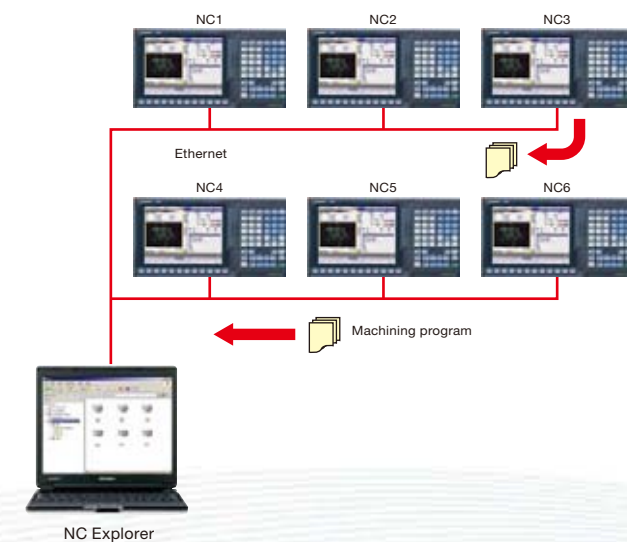 NC1
NC2
NC3
Ethernet
NC4
NC5
NC6
Machining program
NC Explorer